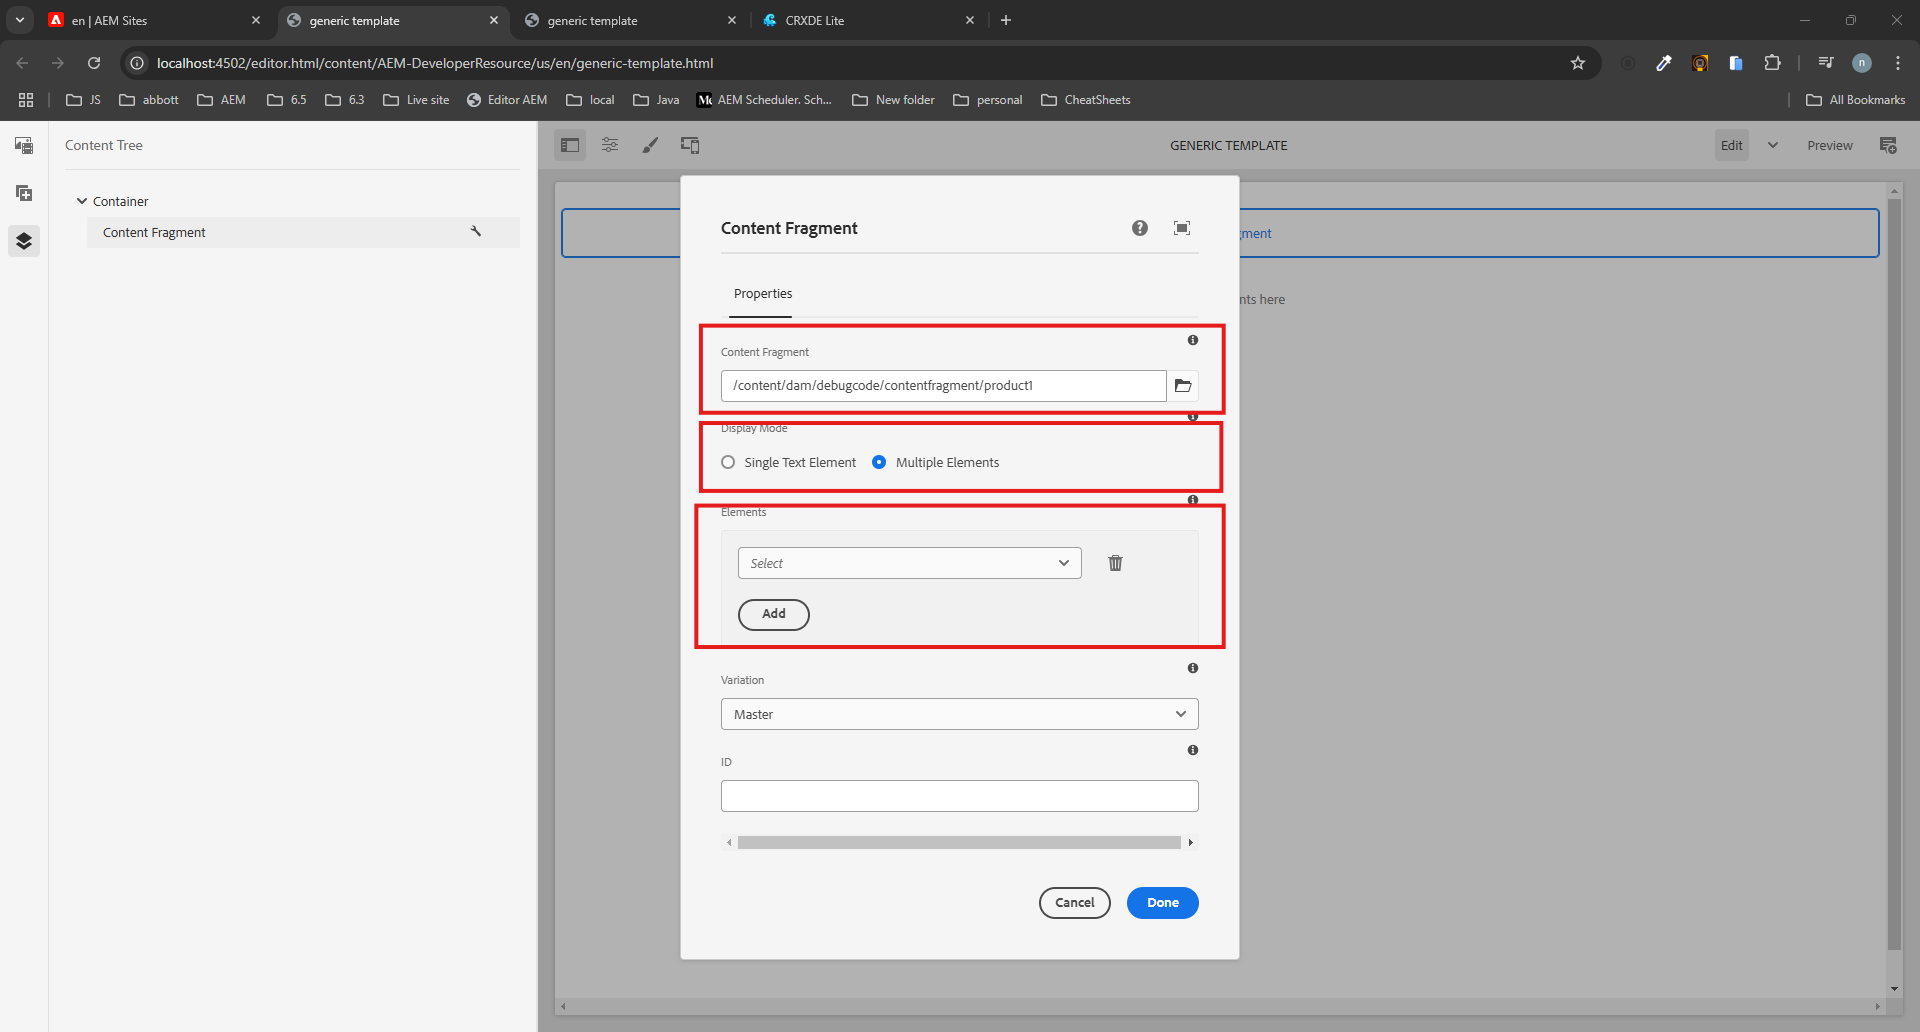 en | AEM Sites
generic template
generic template
CRXDE Lite
localhost:4502/editor.html/content/AEM-DeveloperResource/us/en/generic-template.html
n
JS
abbott
AEM
6.5
6.3
Live site
Editor AEM
local
Java
AEM Scheduler. Sch...
New folder
personal
CheatSheets
All Bookmarks
Content Tree
GENERIC TEMPLATE
Edit
Preview
Container
Content Fragment
Content Fragment
gment
nts here
Properties
Content Fragment
/content/dam/debugcode/contentfragment/product1
Display Mode
Single Text Element
Multiple Elements
Elements
Select
Add
Variation
Master
ID
Cancel
Done